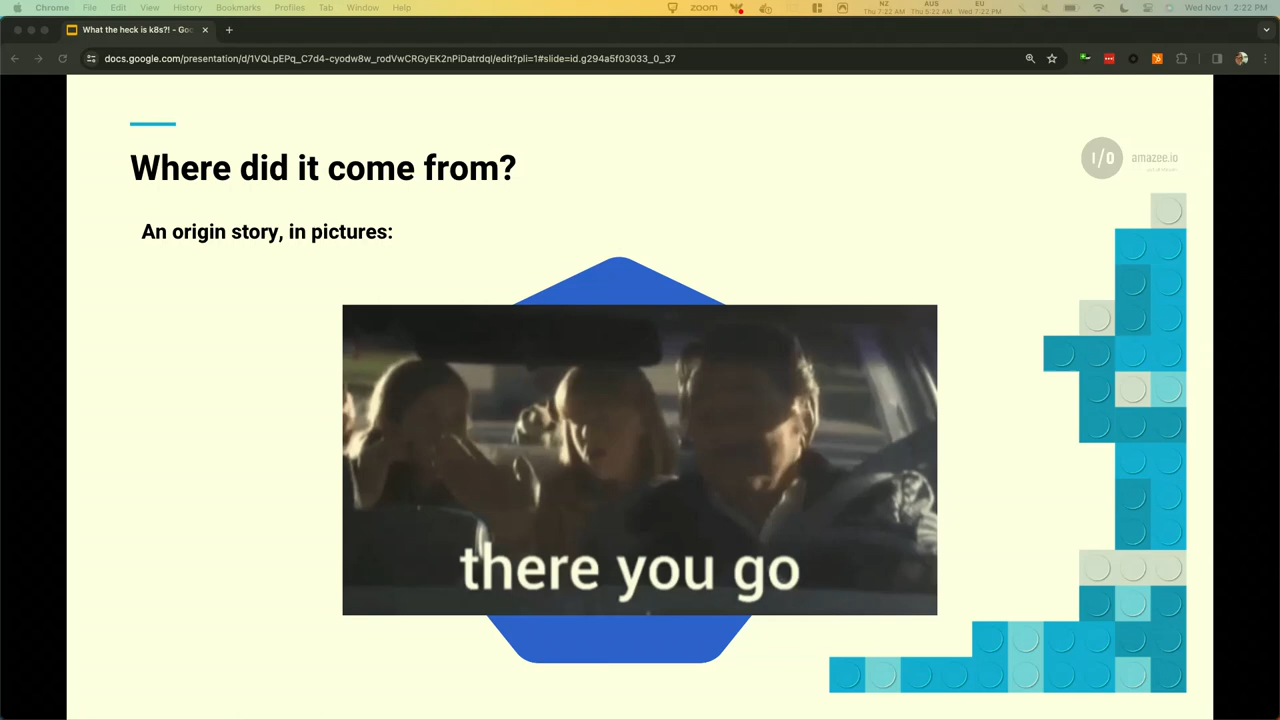 Chrome File Edit View History Bookmarks Profiles Tab Window Help
zoom
NZ AUS EU
Thu 7:22 AM Thu 5:22 AM Wed 7:22 PM
Wed Nov 1 2:22 PM
What the heck is k8s?! - Goo
docs.google.com/presentation/d/1VQLpEPq_C7d4-cyodw8w_rodVwCRGyEK2nPiDatrdqI/edit?pli=1#slide=id.g294a5f03033_0_37
Where did it come from?
I/O amazee.io
An origin story, in pictures:
there you go